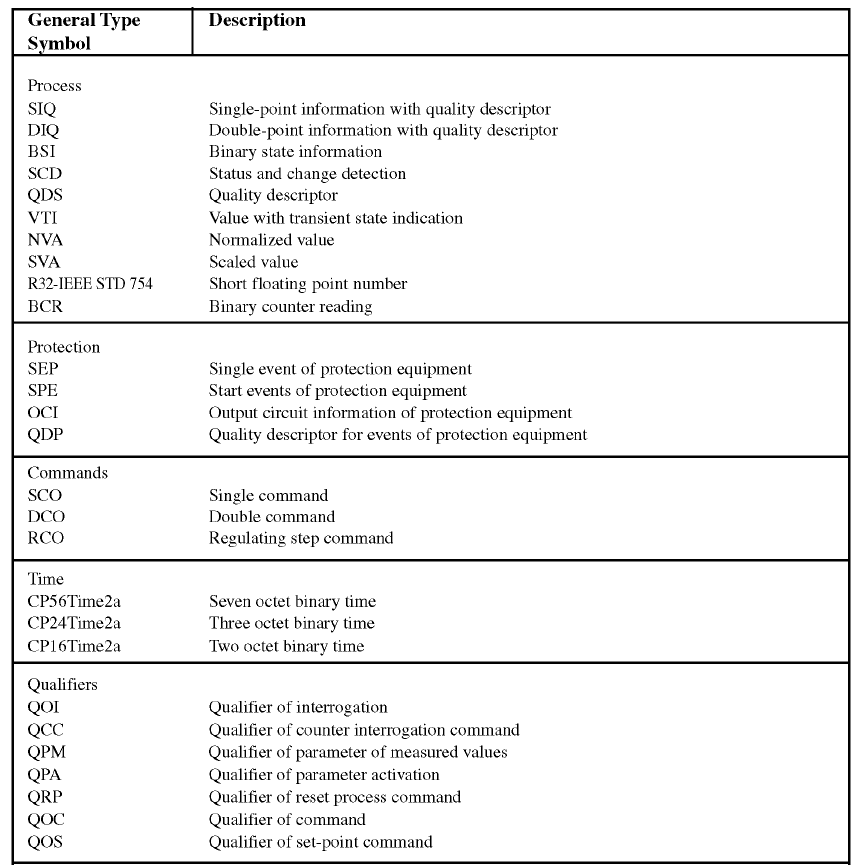 General Type Description
Symbol
Process
SIQ Single-point information with quality descriptor
DIQ Double-point information with quality descriptor
BSI Binary state information
SCD Status and change detection
QDS Quality descriptor
VTI Value with transient state indication
NVA Normalized value
SVA Scaled value
R32-IEEE STD 754 Short floating point number
BCR Binary counter reading
Protection
SEP Single event of protection equipment
SPE Start events of protection equipment
OCI Output circuit information of protection equipment
QDP Quality descriptor for events of protection equipment
Commands
SCO Single command
DCO Double command
RCO Regulating step command
Time
CP56Time2a Seven octet binary time
CP24Time2a Three octet binary time
CP16Time2a Two octet binary time
Qualifiers
QOI Qualifier of interrogation
QCC Qualifier of counter interrogation command
QPM Qualifier of parameter of measured values
QPA Qualifier of parameter activation
QRP Qualifier of reset process command
QOC Qualifier of command
QOS Qualifier of set-point command